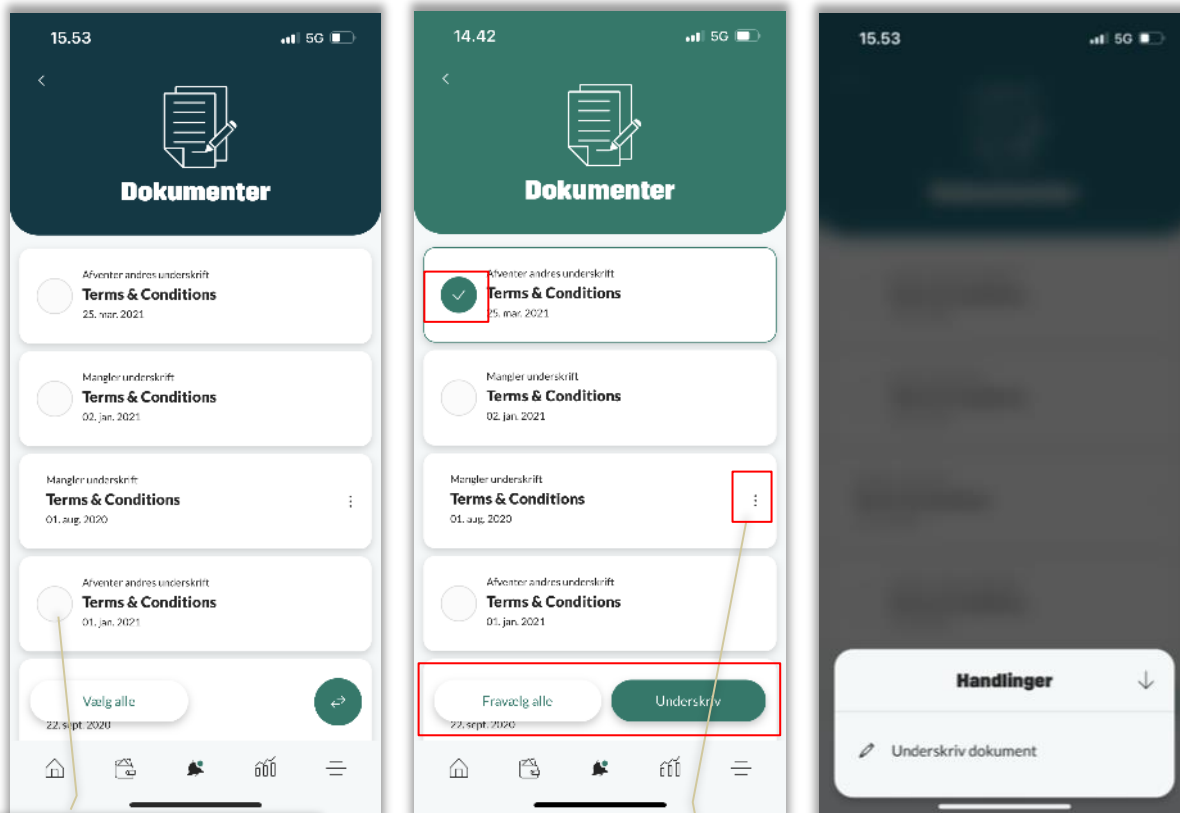 15.53
5G
Dokumenter
Afventer andres underskrift
Terms & Conditions
25. mar. 2021
Mangler underskrift
Terms & Conditions
02. jan. 2021
Mangler underskrift
Terms & Conditions
01. aug. 2020
Afventer andres underskrift
Terms & Conditions
01. jan. 2021
Vælg alle
22. sept. 2020
14.42
5G
Dokumenter
Afventer andres underskrift
Terms & Conditions
25. mar. 2021
Mangler underskrift
Terms & Conditions
02. jan. 2021
Mangler underskrift
Terms & Conditions
01. aug. 2020
Afventer andres underskrift
Terms & Conditions
01. jan. 2021
Fravælg alle
Underskriv
22. sept. 2020
15.53
5G
Handlinger
Underskriv dokument